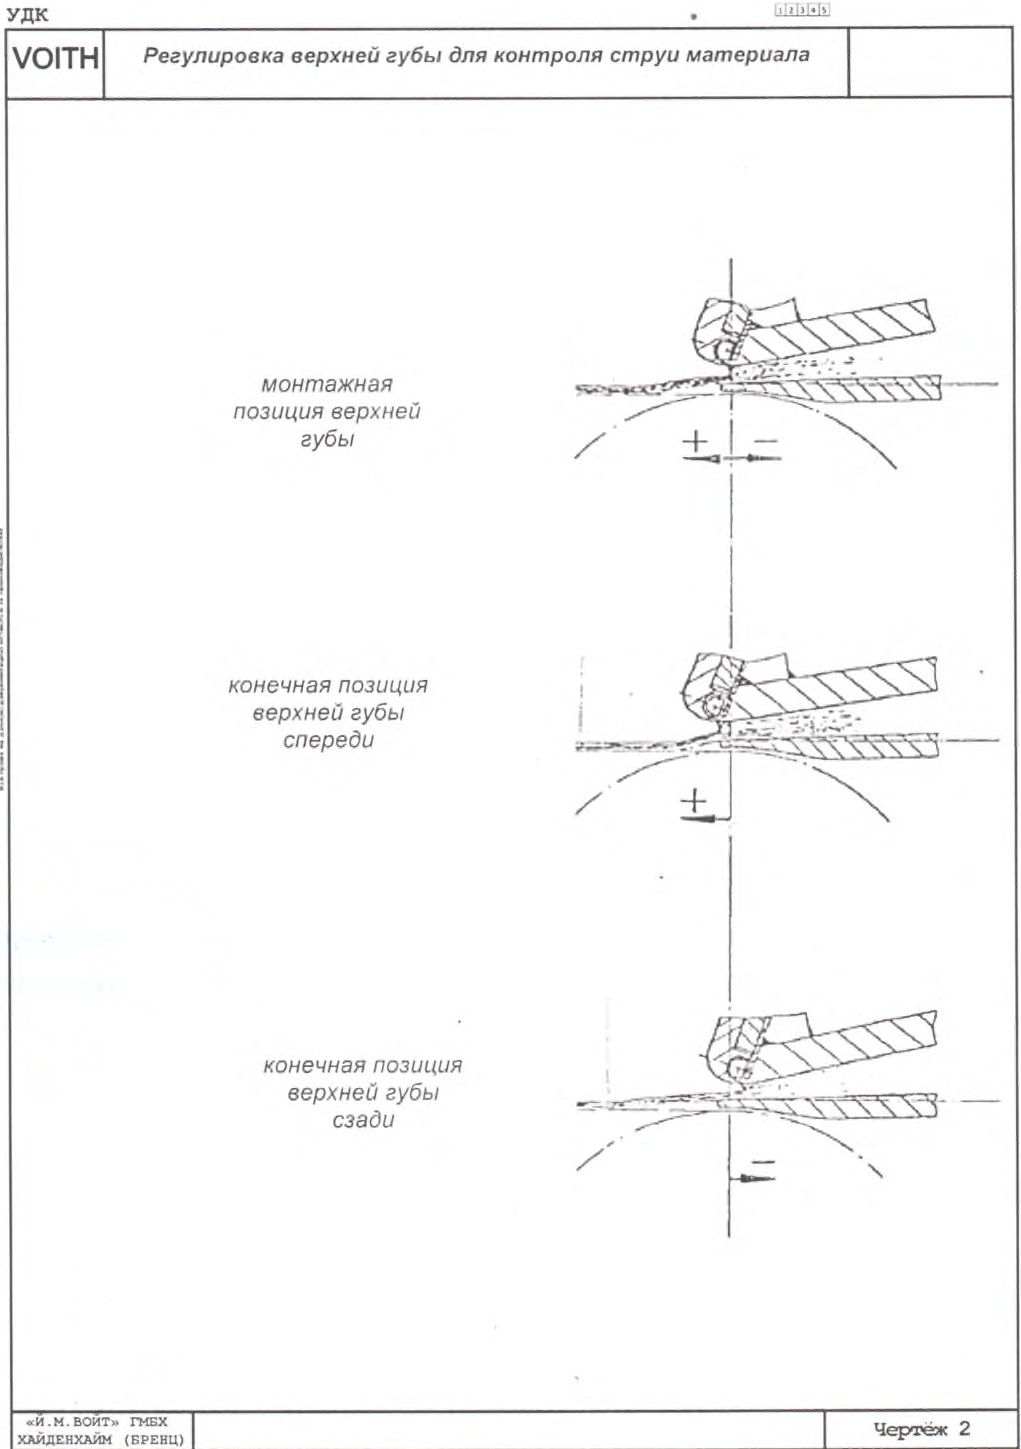 УДК
1 2 3 4 5
VOITH
Регулировка верхней губы для контроля струи материала
монтажная
позиция верхней
губы
+ −
конечная позиция
верхней губы
спереди
+
конечная позиция
верхней губы
сзади
−
«Й.М.ВОЙТ» ГМБХ
ХАЙДЕНХАЙМ (БРЕНЦ)
Чертёж 2